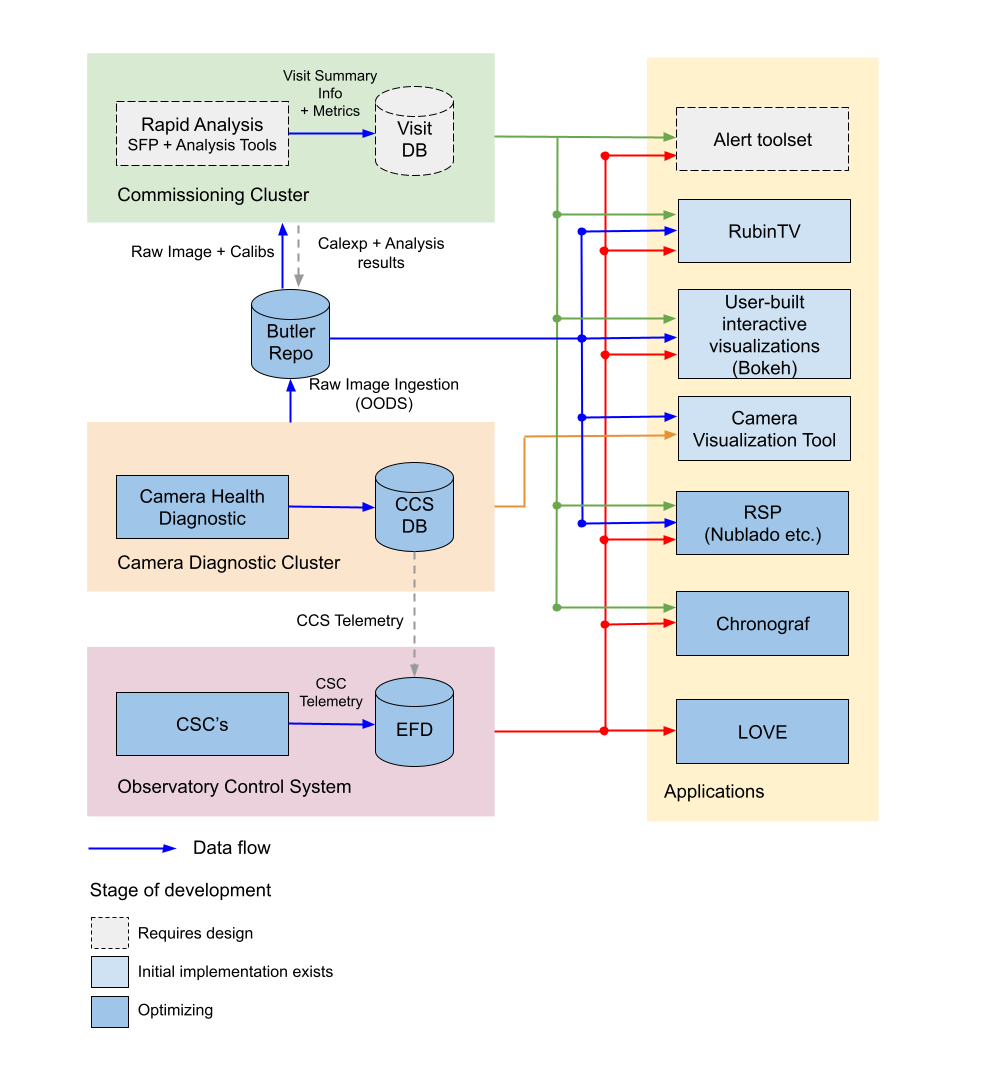 Visit Summary
Info
+ Metrics
Rapid Analysis
SFP + Analysis Tools
Visit
DB
Commissioning Cluster
Raw Image + Calibs
Calexp + Analysis
results
Butler
Repo
Raw Image Ingestion
(OODS)
Camera Health
Diagnostic
CCS
DB
Camera Diagnostic Cluster
CCS Telemetry
CSC
Telemetry
CSC's
EFD
Observatory Control System
Alert toolset
RubinTV
User-built
interactive
visualizations
(Bokeh)
Camera
Visualization Tool
RSP
(Nublado etc.)
Chronograf
LOVE
Applications
Data flow
Stage of development
Requires design
Initial implementation exists
Optimizing